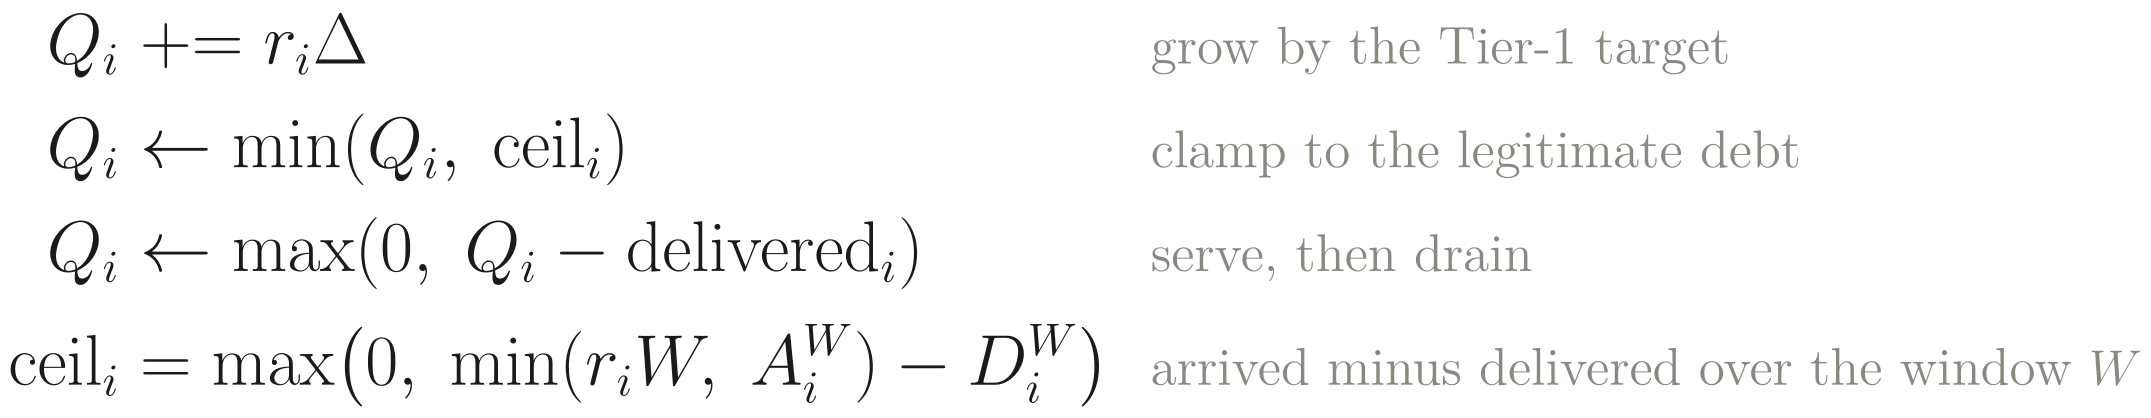 Q_i += r_iΔ grow by the Tier-1 target
Q_i ← min(Q_i, ceil_i) clamp to the legitimate debt
Q_i ← max(0, Q_i − delivered_i) serve, then drain
ceil_i = max(0, min(r_iW, A_i^W) − D_i^W) arrived minus delivered over the window W